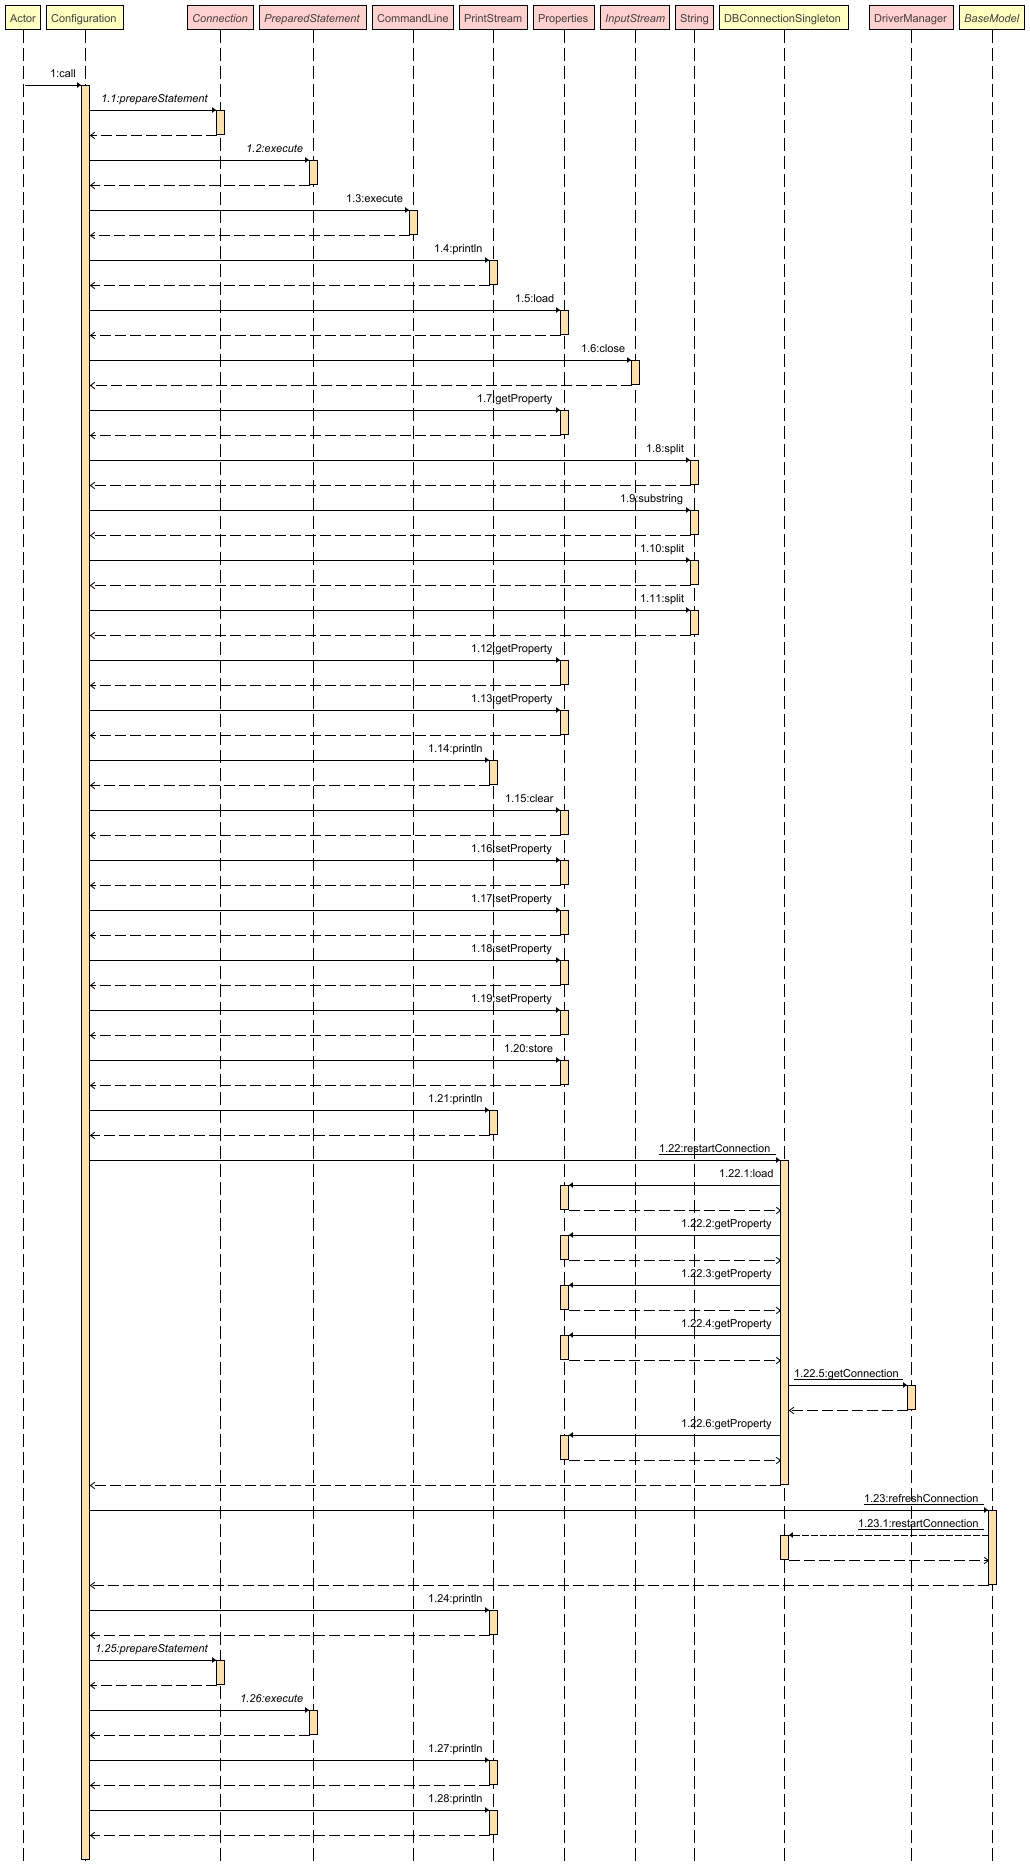 Actor Configuration Connection PreparedStatement CommandLine PrintStream Properties InputStream String DBConnectionSingleton DriverManager BaseModel
1:call
1.1:prepareStatement
1.2:execute
1.3:execute
1.4:println
1.5:load
1.6:close
1.7:getProperty
1.8:split
1.9:substring
1.10:split
1.11:split
1.12:getProperty
1.13:getProperty
1.14:println
1.15:clear
1.16:setProperty
1.17:setProperty
1.18:setProperty
1.19:setProperty
1.20:store
1.21:println
1.22:restartConnection
1.22.1:load
1.22.2:getProperty
1.22.3:getProperty
1.22.4:getProperty
1.22.5:getConnection
1.22.6:getProperty
1.23:refreshConnection
1.23.1:restartConnection
1.24:println
1.25:prepareStatement
1.26:execute
1.27:println
1.28:println